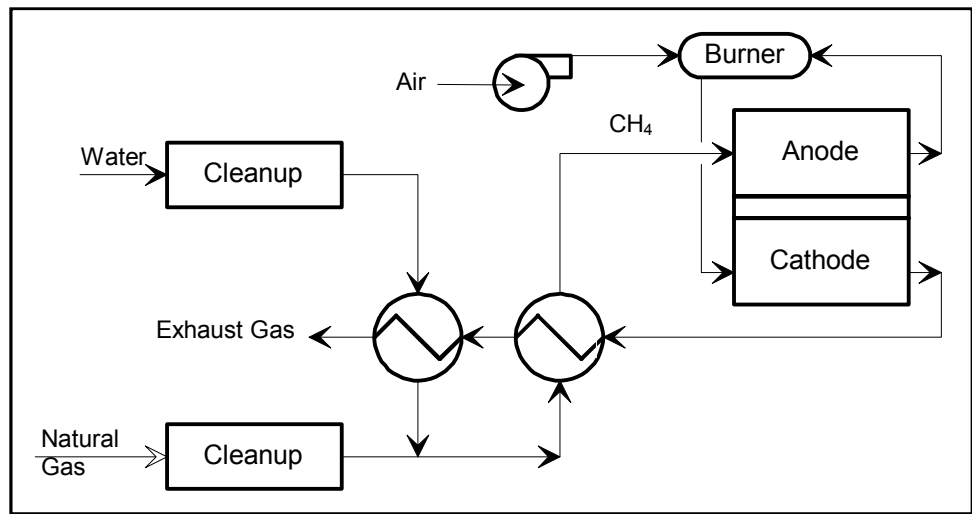 Burner
Air
CH₄
Anode
Water
Cleanup
Cathode
Exhaust Gas
Natural
Gas
Cleanup